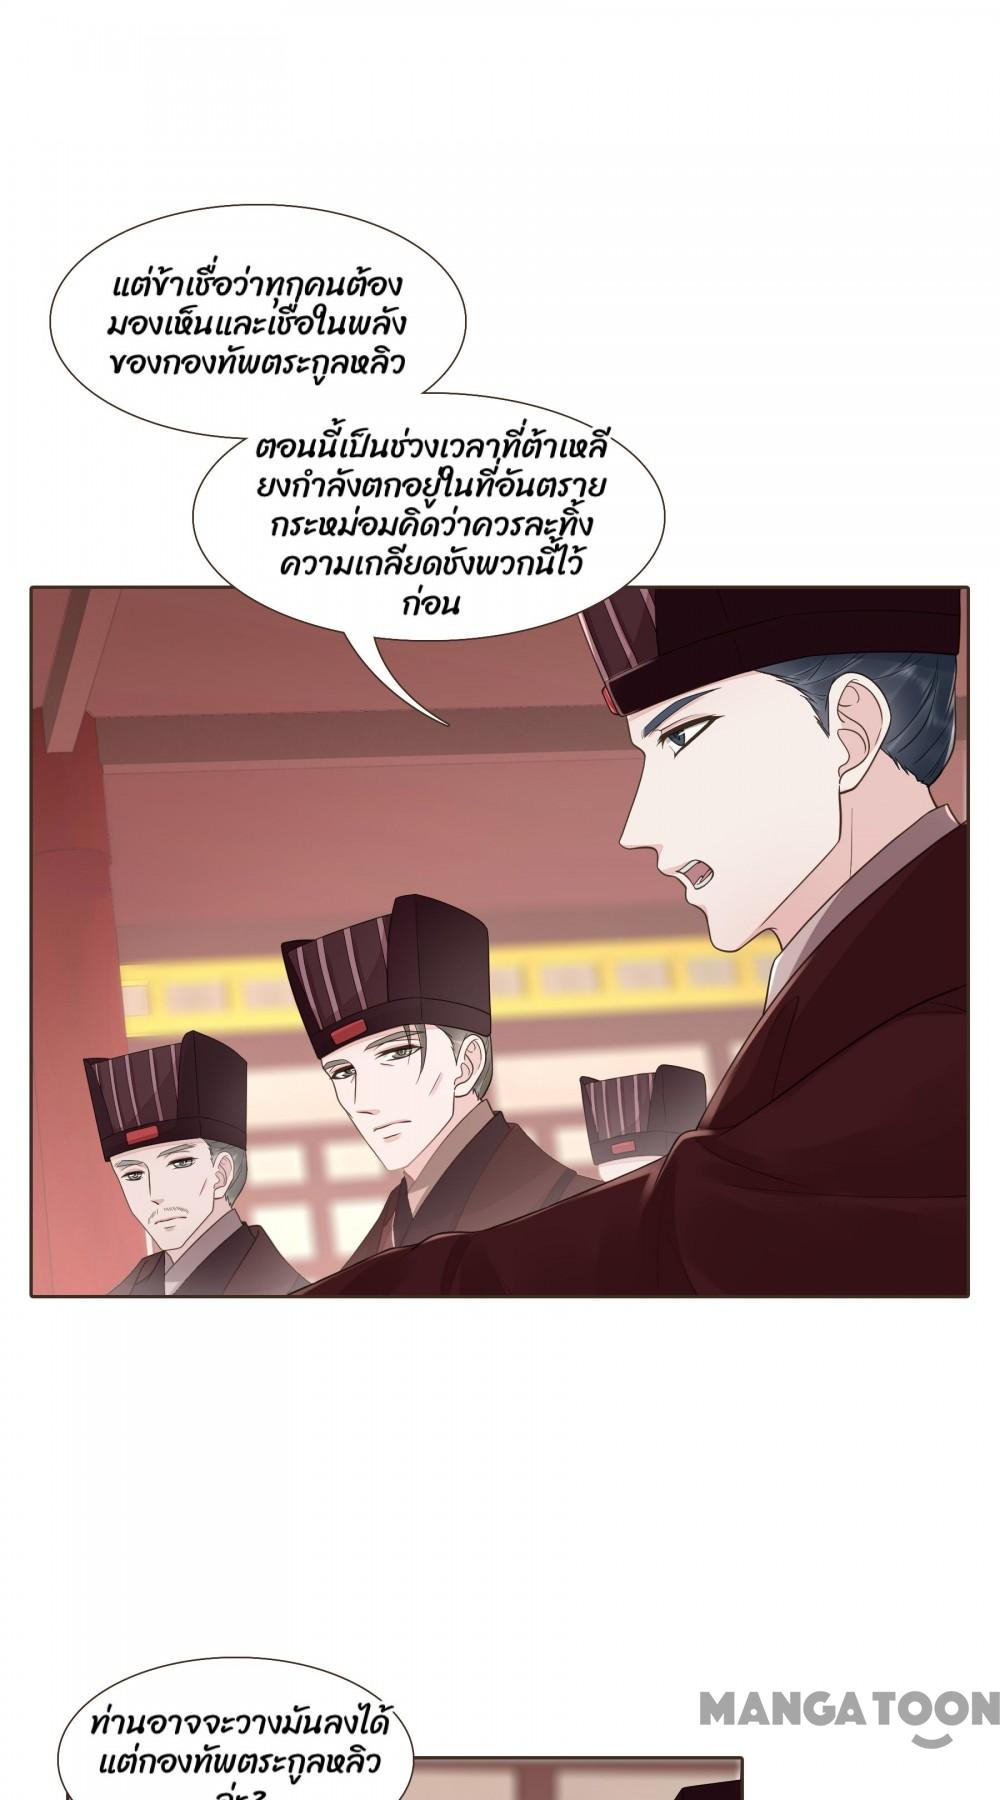 แต่ข้าเชื่อว่าทุกคนต้อง
มองเห็นและเชื่อในพลัง
ของกองทัพตระกูลหลิว
ตอนนี้เป็นช่วงเวลาที่ต้าเหลี
ยงกำลังตกอยู่ในที่อันตราย
กระหม่อมคิดว่าควรละทิ้ง
ความเกลียดชังพวกนี้ไว้
ก่อน
MANGATOON
ท่านอาจจะวางมันลงได้
แต่กองทัพตระกูลหลิว
ล่ะ?